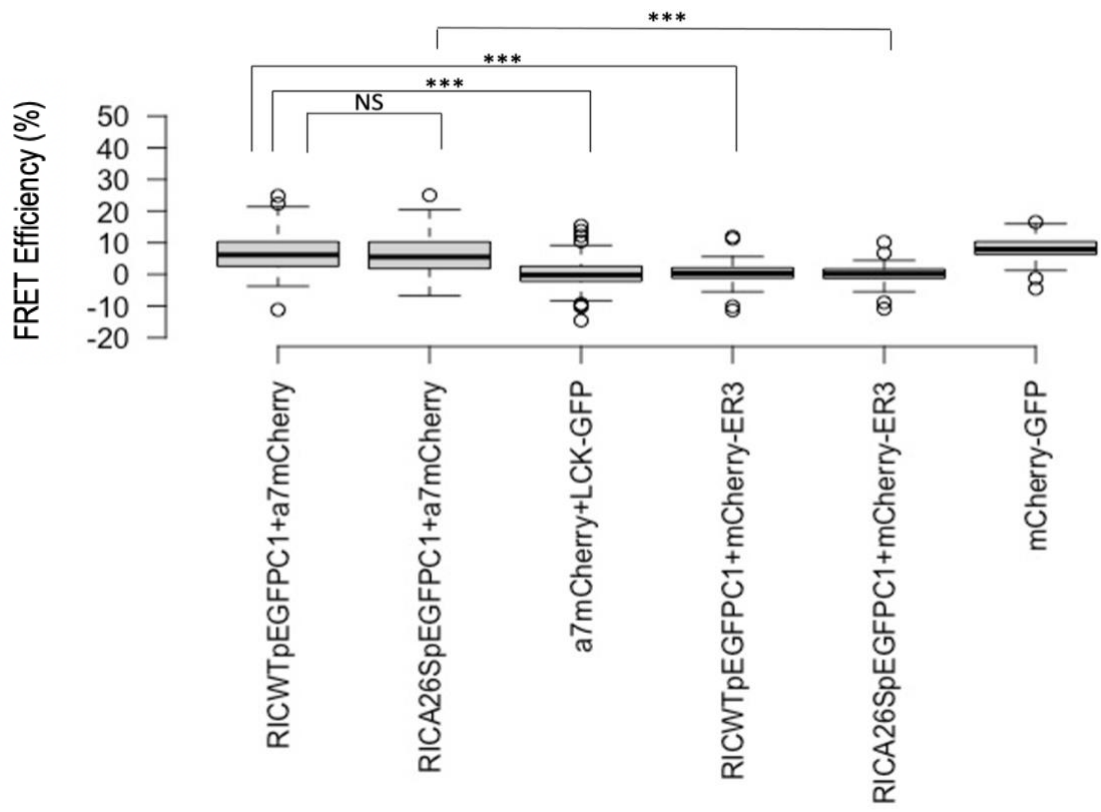 ***
***
***
NS
FRET Efficiency (%)
50
40
30
20
10
0
-10
-20
RICWTpEGFPC1+a7mCherry
RICA26SpEGFPC1+a7mCherry
a7mCherry+LCK-GFP
RICWTpEGFPC1+mCherry-ER3
RICA26SpEGFPC1+mCherry-ER3
mCherry-GFP